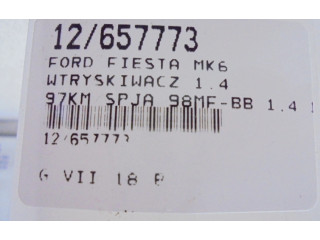 12/657773
FORD FIESTA MK6
WTRYSKIWACZ 1.4
97KM SPJA 98MF-BB 1.4
12/657773
G VII 18 B